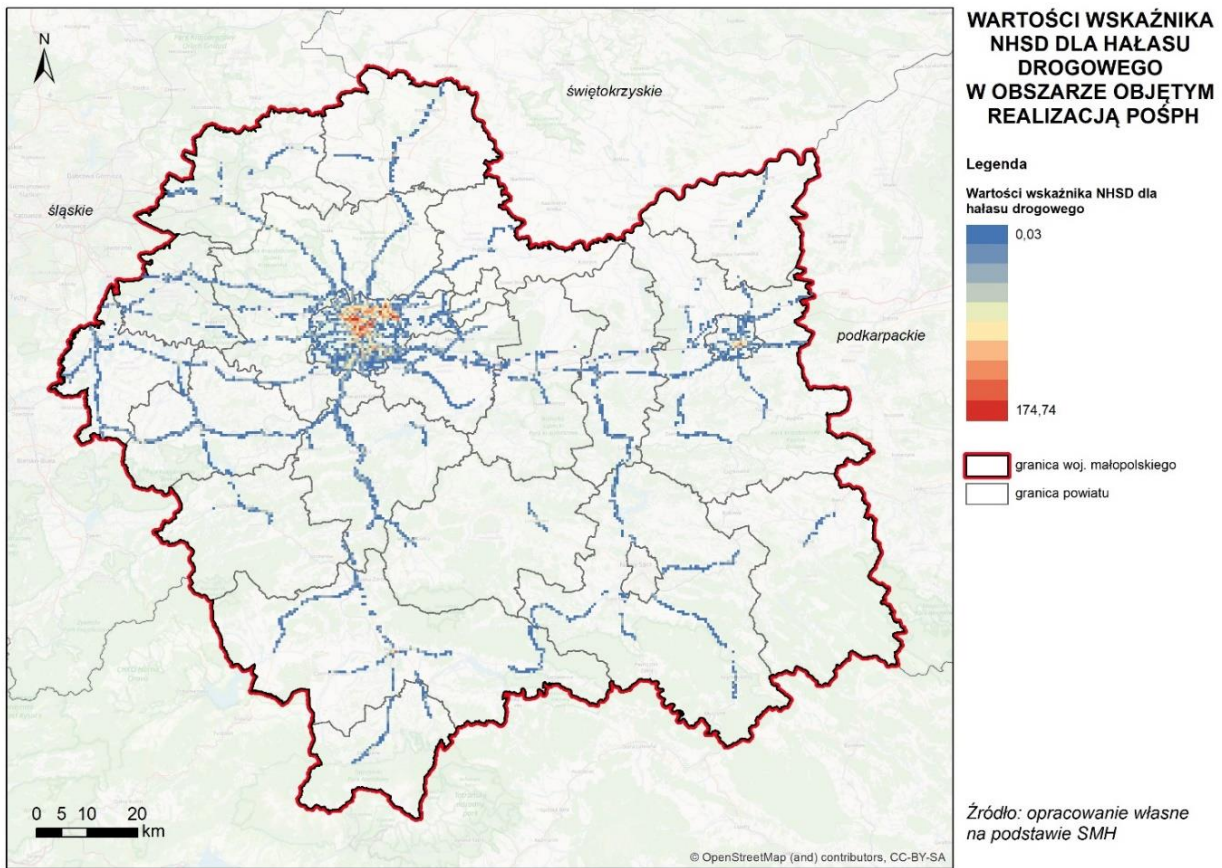 WARTOŚCI WSKAŹNIKA
NHSD DLA HAŁASU
DROGOWEGO
W OBSZARZE OBJĘTYM
REALIZACJĄ POŚPH
Legenda
Wartości wskaźnika NHSD dla
hałasu drogowego
0,03
174,74
granica woj. małopolskiego
granica powiatu
Źródło: opracowanie własne
na podstawie SMH
N
świętokrzyskie
śląskie
podkarpackie
0 5 10 20
km
© OpenStreetMap (and) contributors, CC-BY-SA